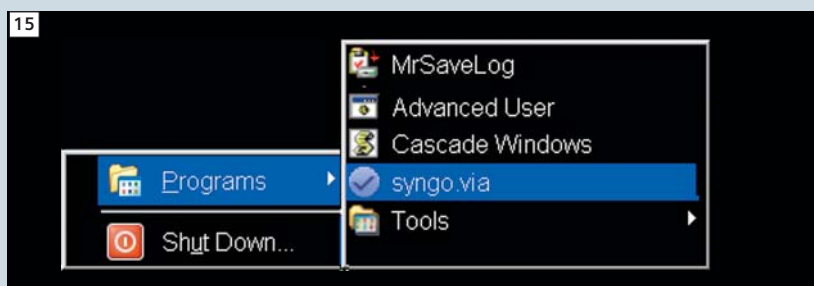 15
MrSaveLog
Advanced User
Cascade Windows
Programs
syngo.via
Tools
Shut Down...